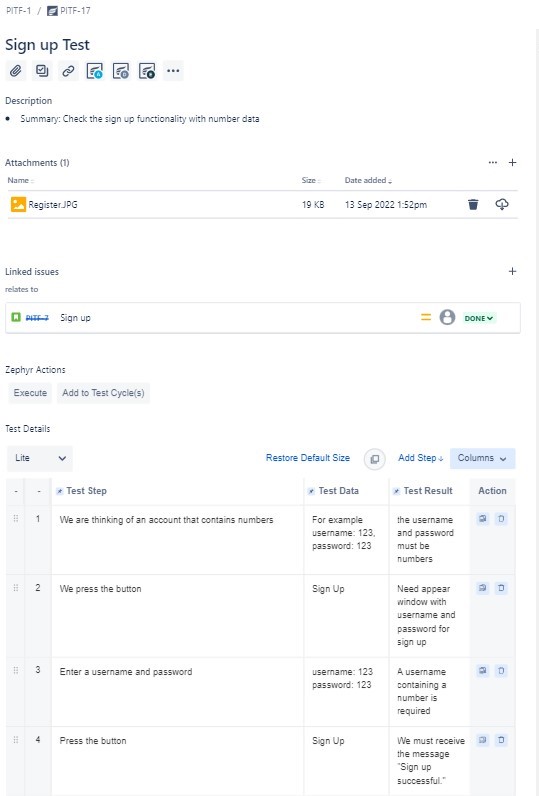 PITF-1 / PITF-17
Sign up Test
Description
Summary: Check the sign up functionality with number data
Attachments (1)
Name Size Date added
Register.JPG 19 KB 13 Sep 2022 1:52pm
Linked issues
relates to
PITF-7 Sign up DONE
Zephyr Actions
Execute Add to Test Cycle(s)
Test Details
Lite Restore Default Size Add Step Columns
- - Test Step Test Data Test Result Action
1 We are thinking of an account that contains numbers
For example
username: 123,
password: 123
the username
and password
must be
numbers
2 We press the button
Sign Up
Need appear
window with
username and
password for
sign up
3 Enter a username and password
username: 123
password: 123
A username
containing a
number is
required
4 Press the button
Sign Up
We must receive
the message
"Sign up
successful."